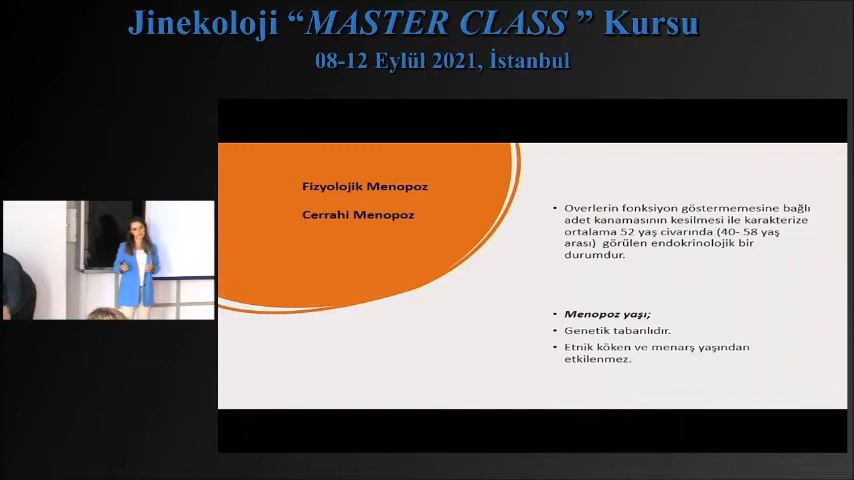 Jinekoloji “MASTER CLASS ” Kursu
08-12 Eylül 2021, İstanbul
Fizyolojik Menopoz
Cerrahi Menopoz
• Overlerin fonksiyon göstermemesine bağlı
adet kanamasının kesilmesi ile karakterize
ortalama 52 yaş civarında (40- 58 yaş
arası) görülen endokrinolojik bir
durumdur.
• Menopoz yaşı;
• Genetik tabanlıdır.
• Etnik köken ve menarş yaşından
etkilenmez.